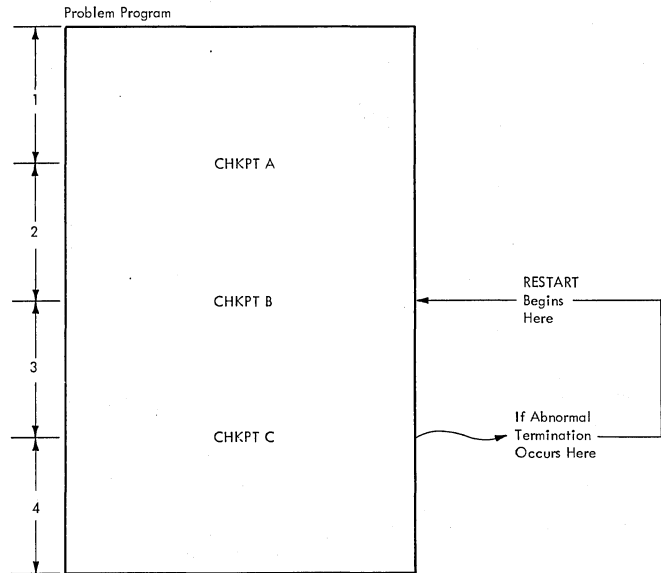 Problem Program
1
CHKPT A
2
CHKPT B
RESTART
Begins
Here
3
CHKPT C
If Abnormal
Termination
Occurs Here
4